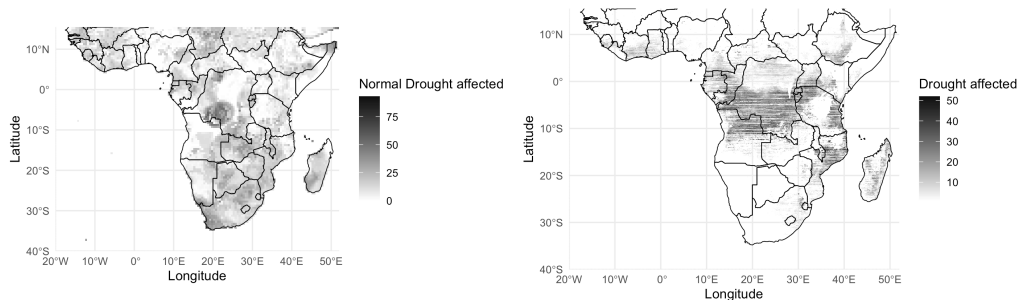 Normal Drought affected
75
50
25
0
10°N
0°
10°S
20°S
30°S
40°S
20°W 10°W 0° 10°E 20°E 30°E 40°E 50°E
Longitude
Latitude
Drought affected
50
40
30
20
10
10°N
0°
10°S
20°S
30°S
40°S
20°W 10°W 0° 10°E 20°E 30°E 40°E 50°E
Longitude
Latitude